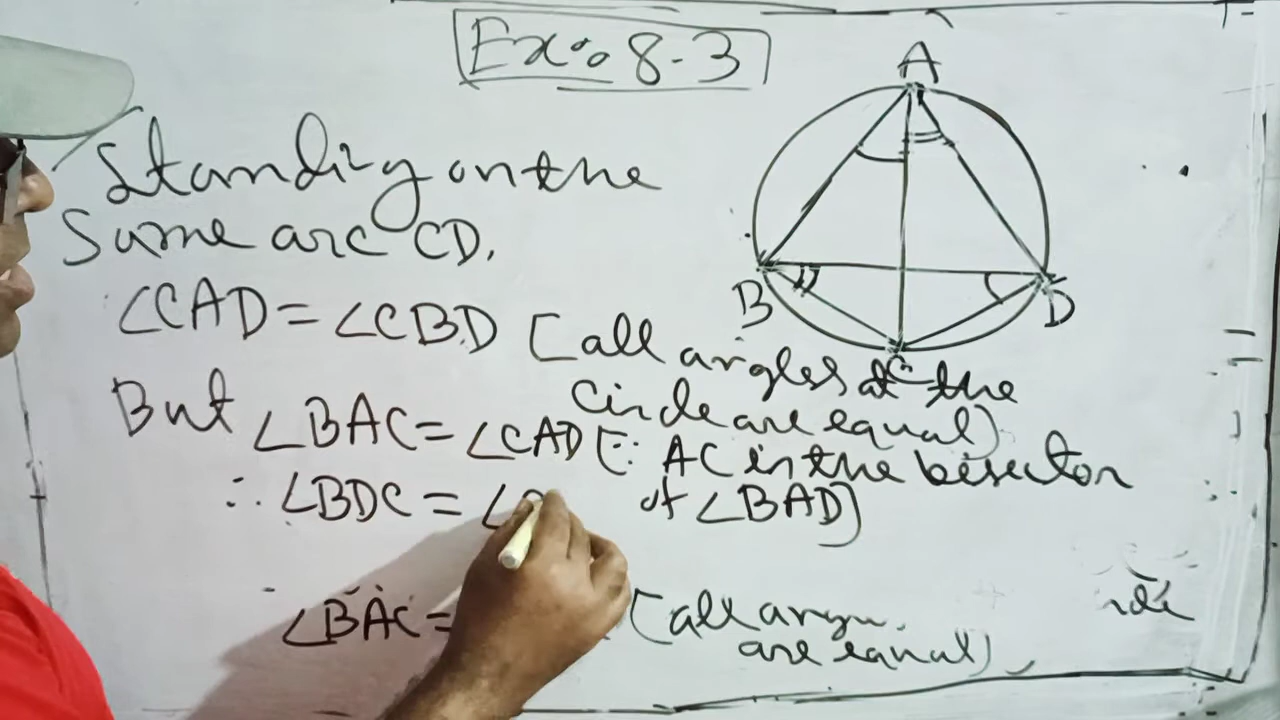 Ex: 8.3
A
B
D
C
Standing on the
Same arc CD.
∠CAD = ∠CBD [all angles at the
circle are equal)
But ∠BAC = ∠CAD [∵ AC is the bisector
of ∠BAD]
∴ ∠BDC = ∠
∠BAC = [all
are equal]